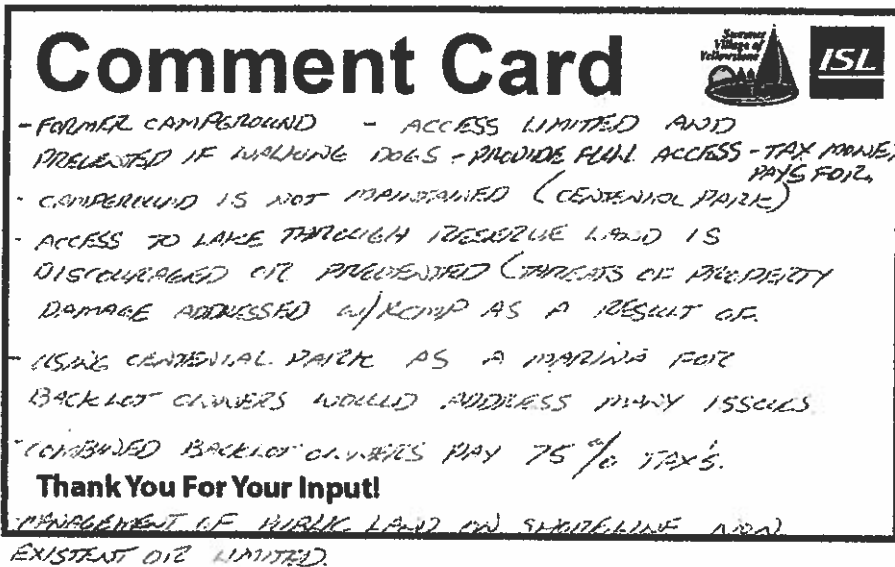 Comment Card
Summer
Village of
Yellowstone
ISL
- FORMER CAMPGROUND - ACCESS LIMITED AND
PREVENTED IF WALKING DOGS - PROVIDE FULL ACCESS - TAX MONEY
PAYS FOR.
- CAMPGROUND IS NOT MAINTAINED (CENTENIOL PARK)
- ACCESS TO LAKE THROUGH RESERVE LAND IS
DISCOURAGED OR PREVENTED (THREATS OF PROPERTY
DAMAGE ADDRESSED W/RCMP AS A RESULT OF.
- USING CENTENIAL PARK AS A MARINA FOR
BACKLOT OWNERS WOULD ADDRESS MANY ISSUES
- COMBINED BACKLOT OWNERS PAY 75% TAX'S.
Thank You For Your Input!
- MANAGEMENT OF PUBLIC LAND ON SHORELINE NON
EXISTENT OR LIMITED.